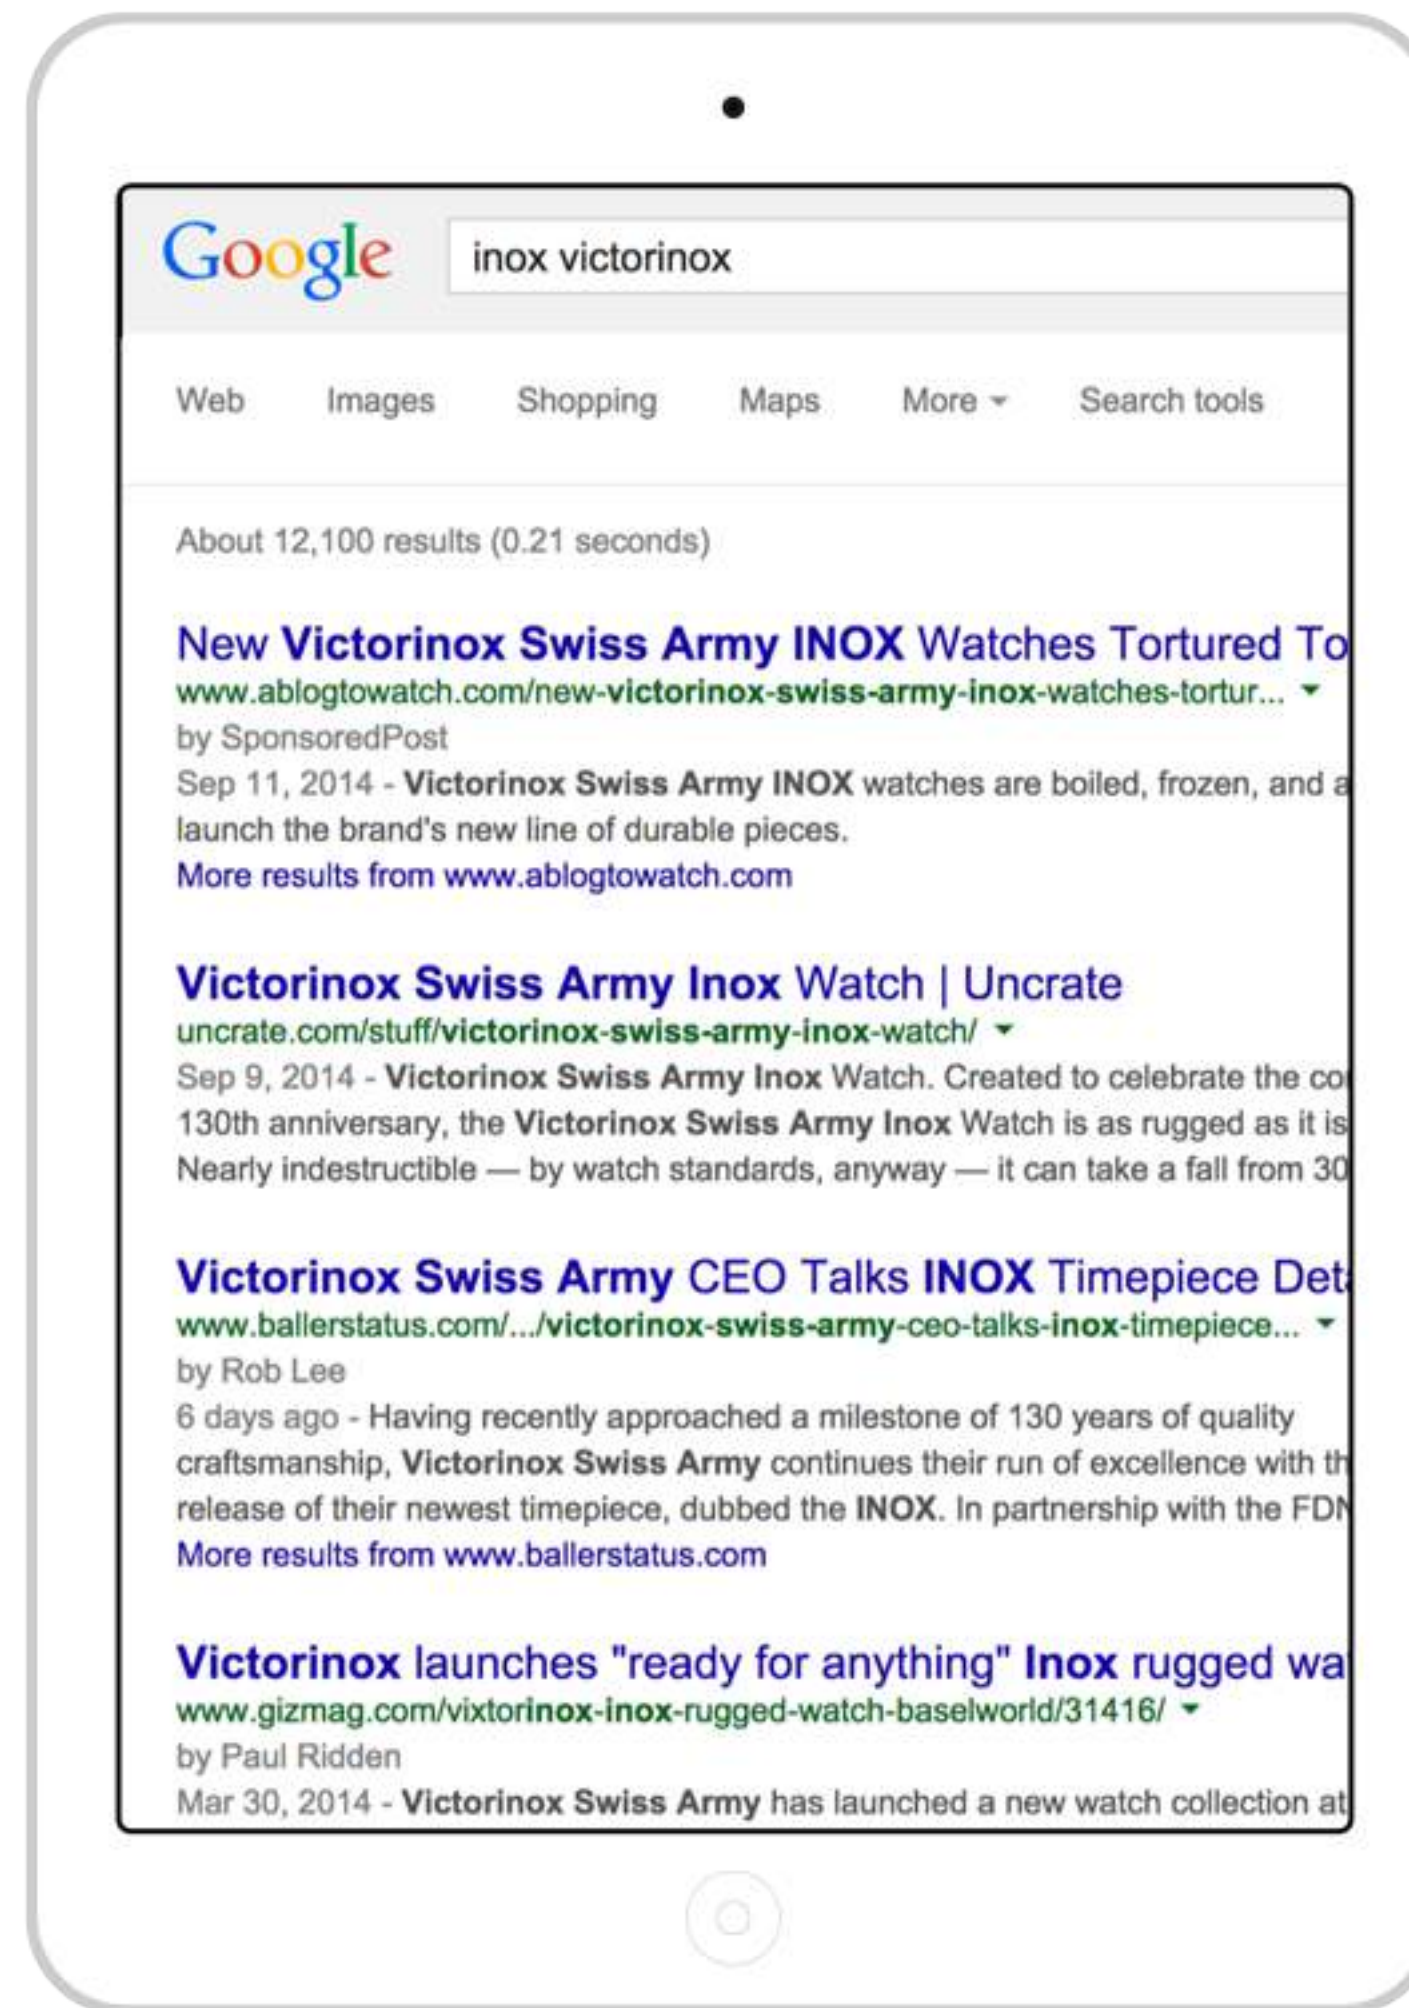 Google
inox victorinox
Web Images Shopping Maps More Search tools
About 12,100 results (0.21 seconds)
New Victorinox Swiss Army INOX Watches Tortured To
www.ablogtowatch.com/new-victorinox-swiss-army-inox-watches-tortur...
by SponsoredPost
Sep 11, 2014 - Victorinox Swiss Army INOX watches are boiled, frozen, and a
launch the brand's new line of durable pieces.
More results from www.ablogtowatch.com
Victorinox Swiss Army Inox Watch | Uncrate
uncrate.com/stuff/victorinox-swiss-army-inox-watch/
Sep 9, 2014 - Victorinox Swiss Army Inox Watch. Created to celebrate the
130th anniversary, the Victorinox Swiss Army Inox Watch is as rugged as it is
Nearly indestructible — by watch standards, anyway — it can take a fall from 30
Victorinox Swiss Army CEO Talks INOX Timepiece
www.ballerstatus.com/.../victorinox-swiss-army-ceo-talks-inox-timepiece...
by Rob Lee
6 days ago - Having recently approached a milestone of 130 years of quality
craftsmanship, Victorinox Swiss Army continues their run of excellence with
release of their newest timepiece, dubbed the INOX. In partnership with the
More results from www.ballerstatus.com
Victorinox launches "ready for anything" Inox rugged
www.gizmag.com/vixtorinox-inox-rugged-watch-baselworld/31416/
by Paul Ridden
Mar 30, 2014 - Victorinox Swiss Army has launched a new watch collection at